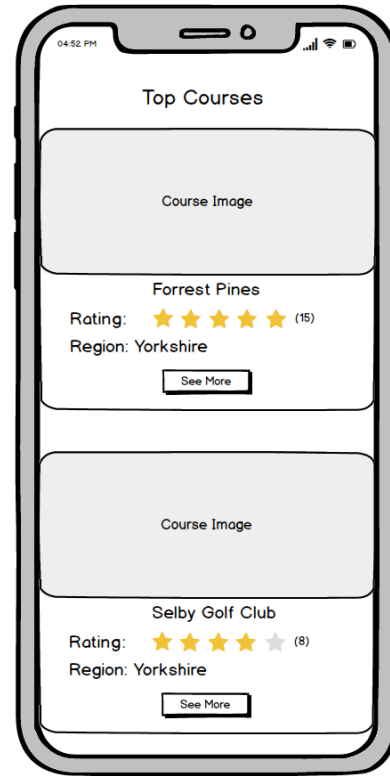 04:52 PM
Top Courses
Course Image
Forrest Pines
Rating: (15)
Region: Yorkshire
See More
Course Image
Selby Golf Club
Rating: (8)
Region: Yorkshire
See More